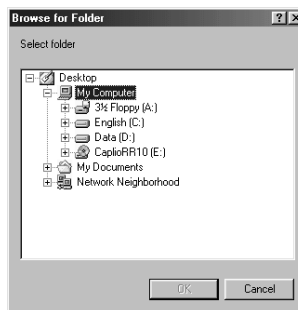 Browse for Folder
Select folder
Desktop
My Computer
3½ Floppy (A:)
English (C:)
Data (D:)
CaplioRR10 (E:)
My Documents
Network Neighborhood
OK
Cancel